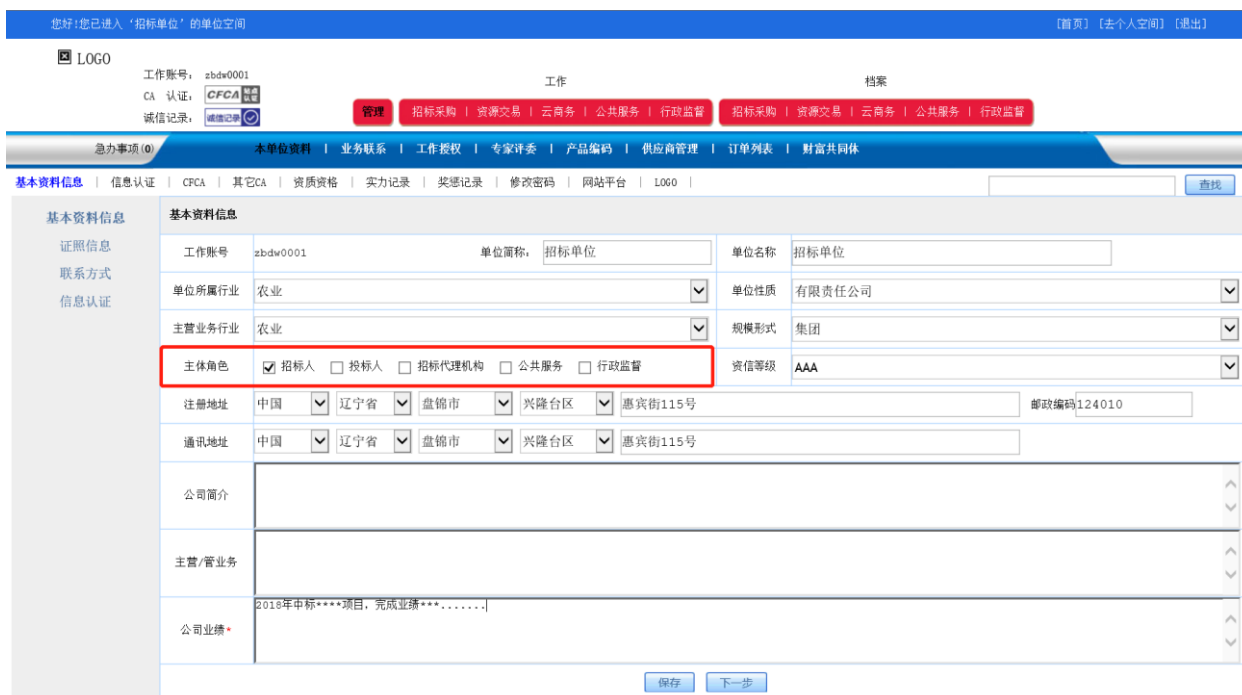 您好!您已进入‘招标单位’的单位空间 [首页] [去个人空间] [退出]
LOGO
工作账号: zbdw0001
CA 认证: CFCA
诚信记录: 诚信记录
工作 档案
管理 招标采购 | 资源交易 | 云商务 | 公共服务 | 行政监督 招标采购 | 资源交易 | 云商务 | 公共服务 | 行政监督
急办事项(0) 本单位资料 | 业务联系 | 工作授权 | 专家评委 | 产品编码 | 供应商管理 | 订单列表 | 财富共同体
基本资料信息 | 信息认证 | CFCA | 其它CA | 资质资格 | 实力记录 | 奖惩记录 | 修改密码 | 网站平台 | LOGO | 查找
基本资料信息
证照信息
联系方式
信息认证
基本资料信息
工作账号 zbdw0001 单位简称: 招标单位 单位名称 招标单位
单位所属行业 农业 单位性质 有限责任公司
主营业务行业 农业 规模形式 集团
主体角色 招标人 投标人 招标代理机构 公共服务 行政监督 资信等级 AAA
注册地址 中国 辽宁省 盘锦市 兴隆台区 惠宾街115号 邮政编码 124010
通讯地址 中国 辽宁省 盘锦市 兴隆台区 惠宾街115号
公司简介
主营/管业务
公司业绩* 2018年中标****项目, 完成业绩***.......
保存 下一步